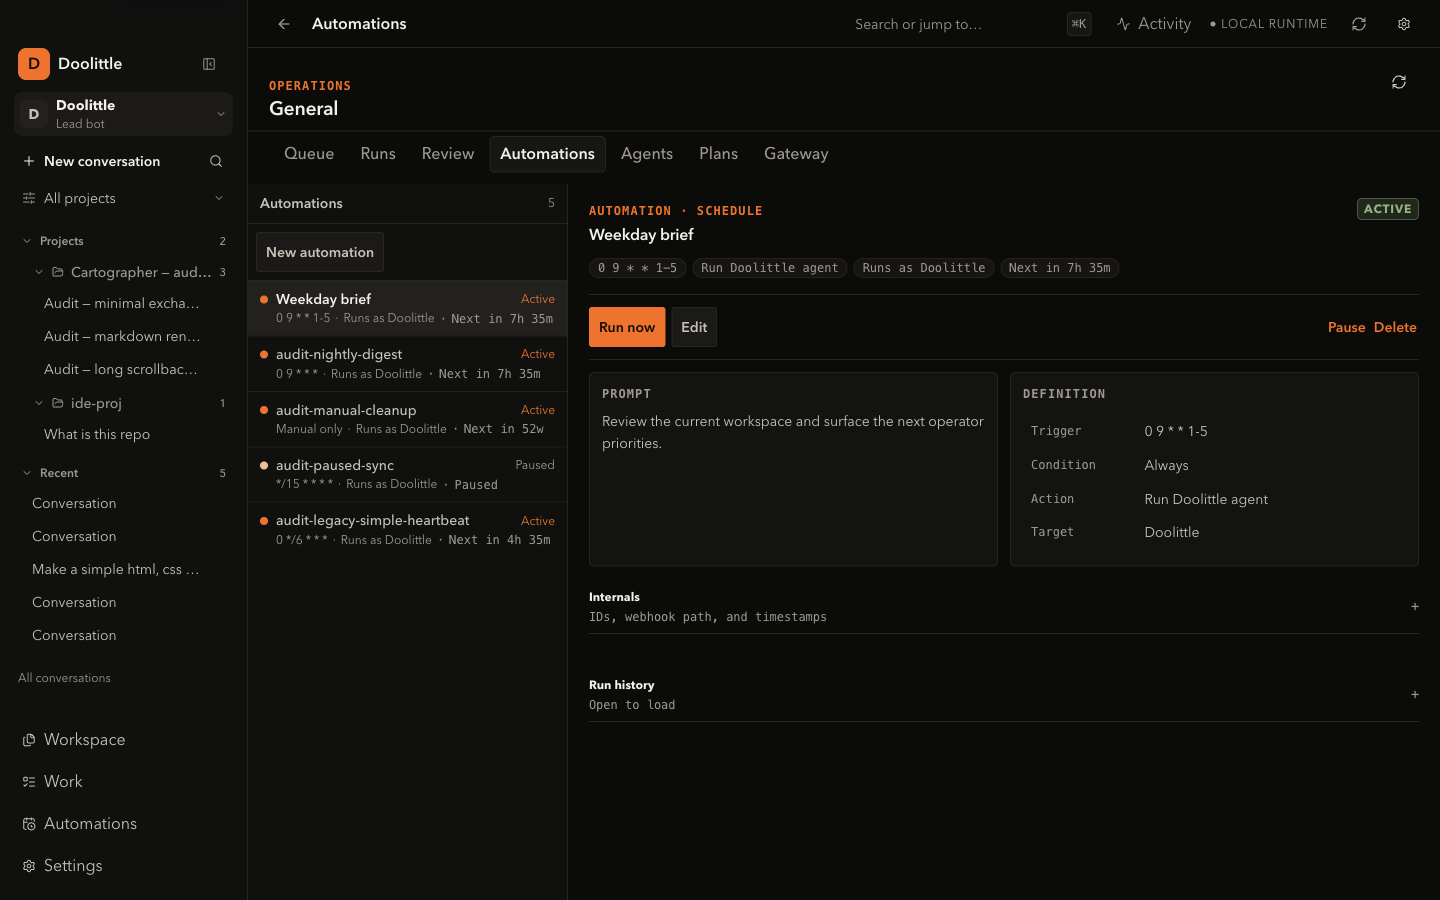 D Doolittle
D Doolittle
Lead bot
New conversation
All projects
Projects 2
Cartographer – aud... 3
Audit – minimal excha...
Audit – markdown ren...
Audit – long scrollbac...
ide-proj 1
What is this repo
Recent 5
Conversation
Conversation
Make a simple html, css ...
Conversation
Conversation
All conversations
Workspace
Work
Automations
Settings
Automations
Search or jump to... ⌘K
Activity
LOCAL RUNTIME
OPERATIONS
General
Queue Runs Review Automations Agents Plans Gateway
Automations 5
New automation
Weekday brief Active
0 9 * * 1-5 · Runs as Doolittle · Next in 7h 35m
audit-nightly-digest Active
0 9 * * * · Runs as Doolittle · Next in 7h 35m
audit-manual-cleanup Active
Manual only · Runs as Doolittle · Next in 52w
audit-paused-sync Paused
*/15 * * * * · Runs as Doolittle · Paused
audit-legacy-simple-heartbeat Active
0 */6 * * * · Runs as Doolittle · Next in 4h 35m
AUTOMATION · SCHEDULE
ACTIVE
Weekday brief
0 9 * * 1-5 Run Doolittle agent Runs as Doolittle Next in 7h 35m
Run now Edit Pause Delete
PROMPT
Review the current workspace and surface the next operator
priorities.
DEFINITION
Trigger 0 9 * * 1-5
Condition Always
Action Run Doolittle agent
Target Doolittle
Internals
IDs, webhook path, and timestamps +
Run history
Open to load +